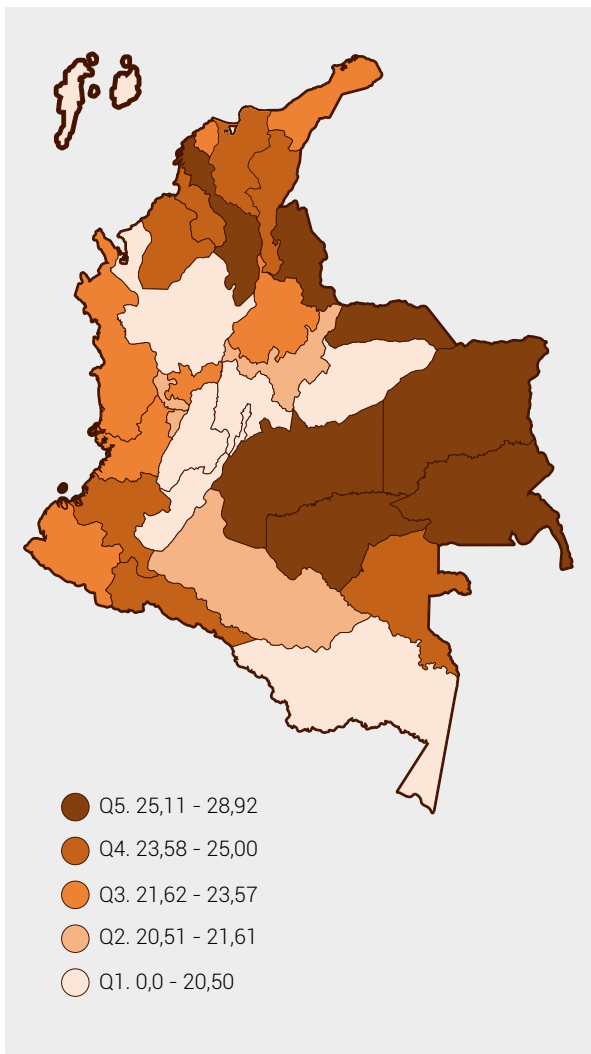 Q5. 25,11 - 28,92
Q4. 23,58 - 25,00
Q3. 21,62 - 23,57
Q2. 20,51 - 21,61
Q1. 0,0 - 20,50